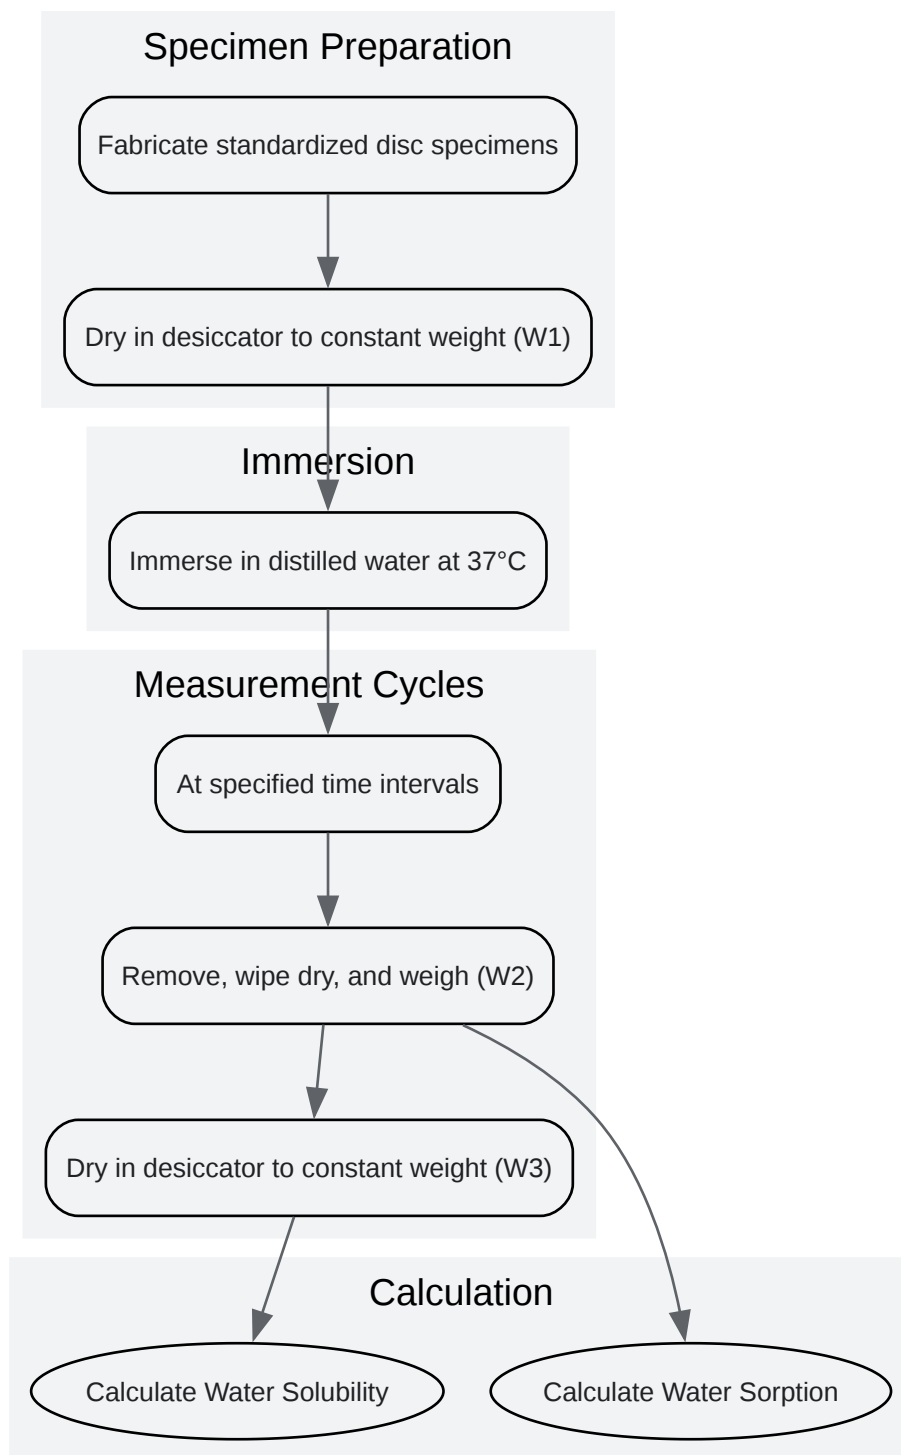 Specimen Preparation
Fabricate standardized disc specimens
Dry in desiccator to constant weight (W1)
Immersion
Immerse in distilled water at 37°C
Measurement Cycles
At specified time intervals
Remove, wipe dry, and weigh (W2)
Dry in desiccator to constant weight (W3)
Calculation
Calculate Water Solubility
Calculate Water Sorption